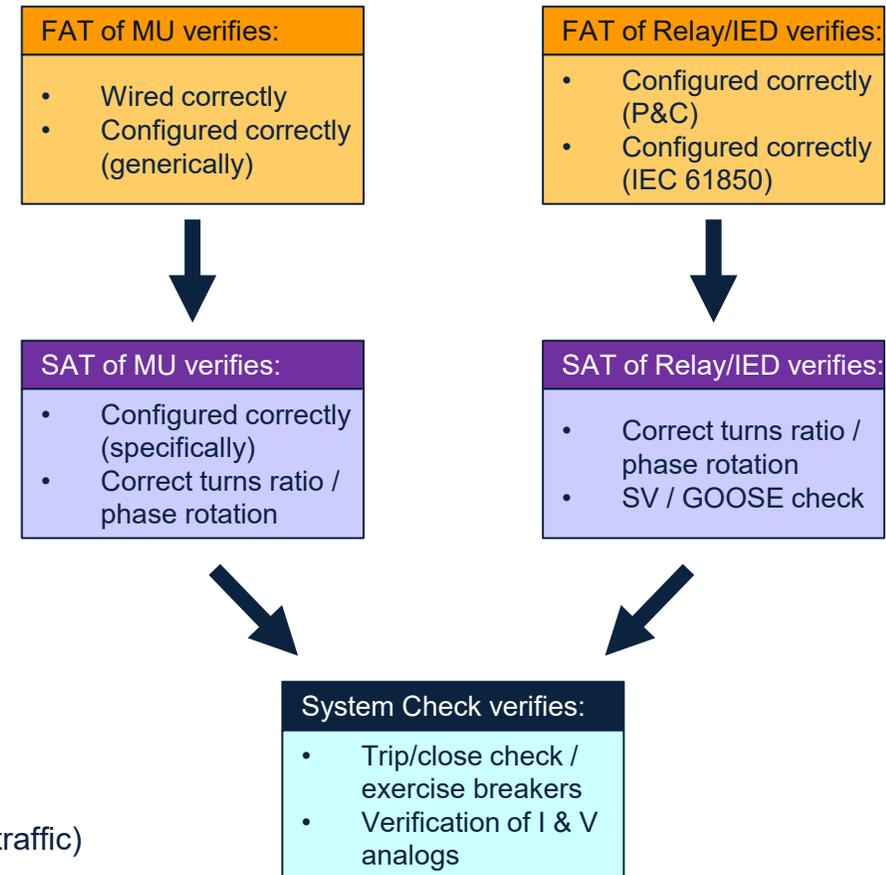 FAT of MU verifies:
• Wired correctly
• Configured correctly
(generically)
FAT of Relay/IED verifies:
• Configured correctly
(P&C)
• Configured correctly
(IEC 61850)
SAT of MU verifies:
• Configured correctly
(specifically)
• Correct turns ratio /
phase rotation
SAT of Relay/IED verifies:
• Correct turns ratio /
phase rotation
• SV / GOOSE check
System Check verifies:
• Trip/close check /
exercise breakers
• Verification of I & V
analogs
traffic)